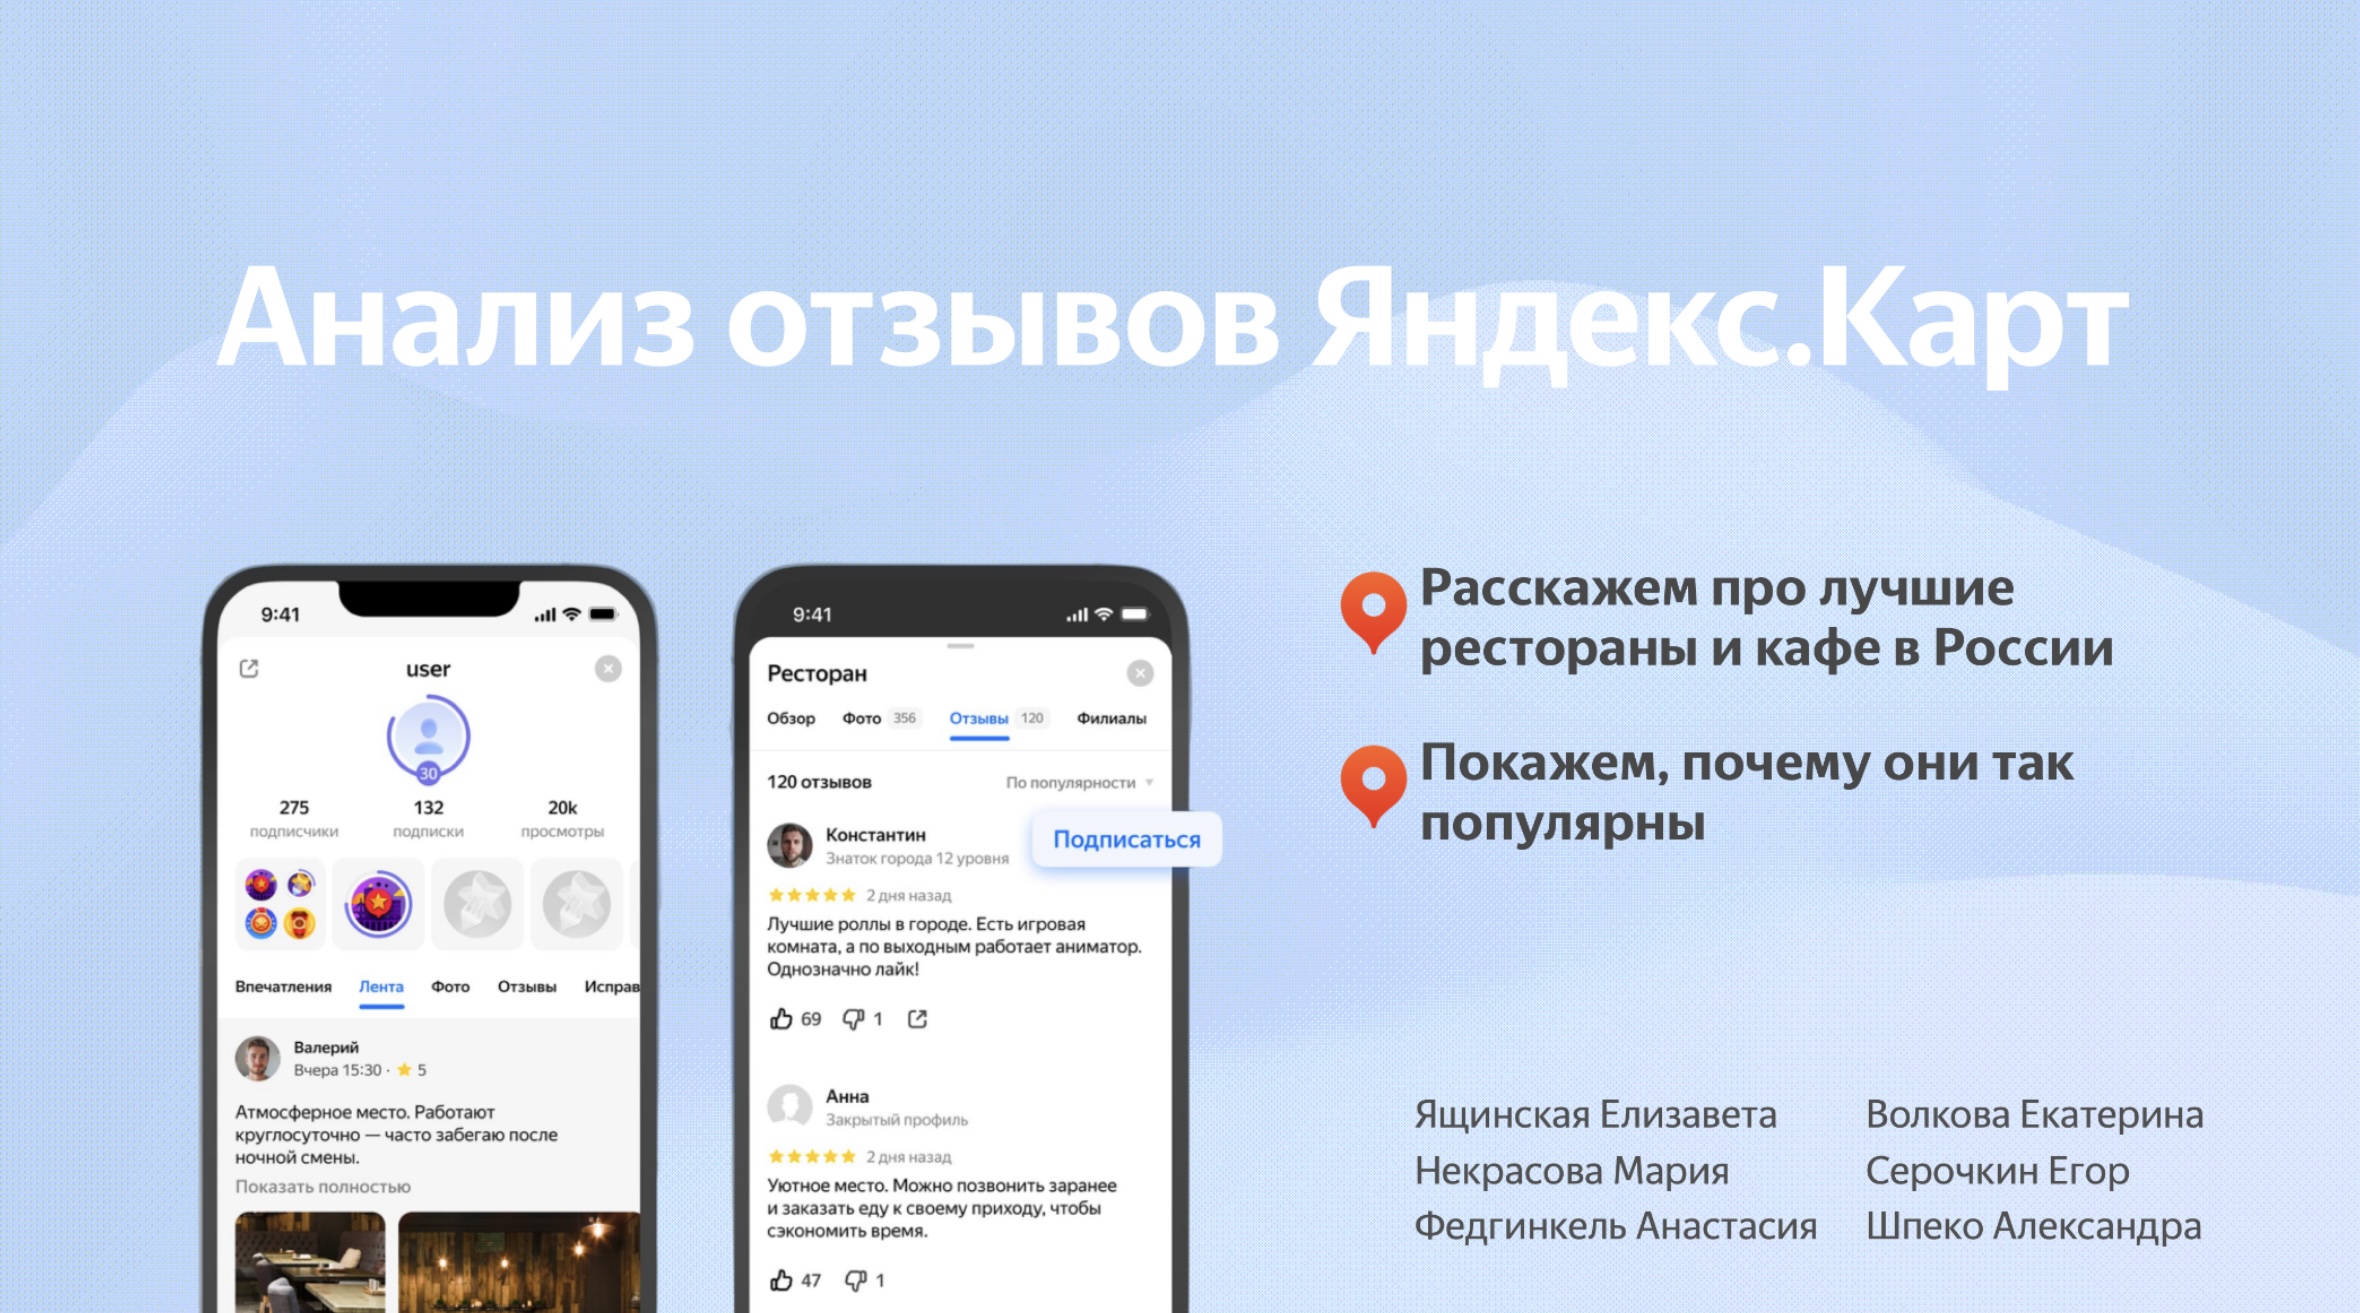 Анализ отзывов Яндекс.Карт
9:41
user
30
275
132
20k
подписчики
подписки
просмотры
Впечатления
Лента
Фото
Отзывы
Исправ
Валерий
Вчера 15:30 · 5
Атмосферное место. Работают
круглосуточно — часто забегаю после
ночной смены.
Показать полностью
9:41
Ресторан
Обзор
Фото 356
Отзывы 120
Филиалы
120 отзывов
По популярности
Константин
Знаток города 12 уровня
Подписаться
2 дня назад
Лучшие роллы в городе. Есть игровая
комната, а по выходным работает аниматор.
Однозначно лайк!
69 1
Анна
Закрытый профиль
2 дня назад
Уютное место. Можно позвонить заранее
и заказать еду к своему приходу, чтобы
сэкономить время.
47 1
Расскажем про лучшие
рестораны и кафе в России
Покажем, почему они так
популярны
Ящинская Елизавета
Некрасова Мария
Федгинкель Анастасия
Волкова Екатерина
Серочкин Егор
Шпеко Александра